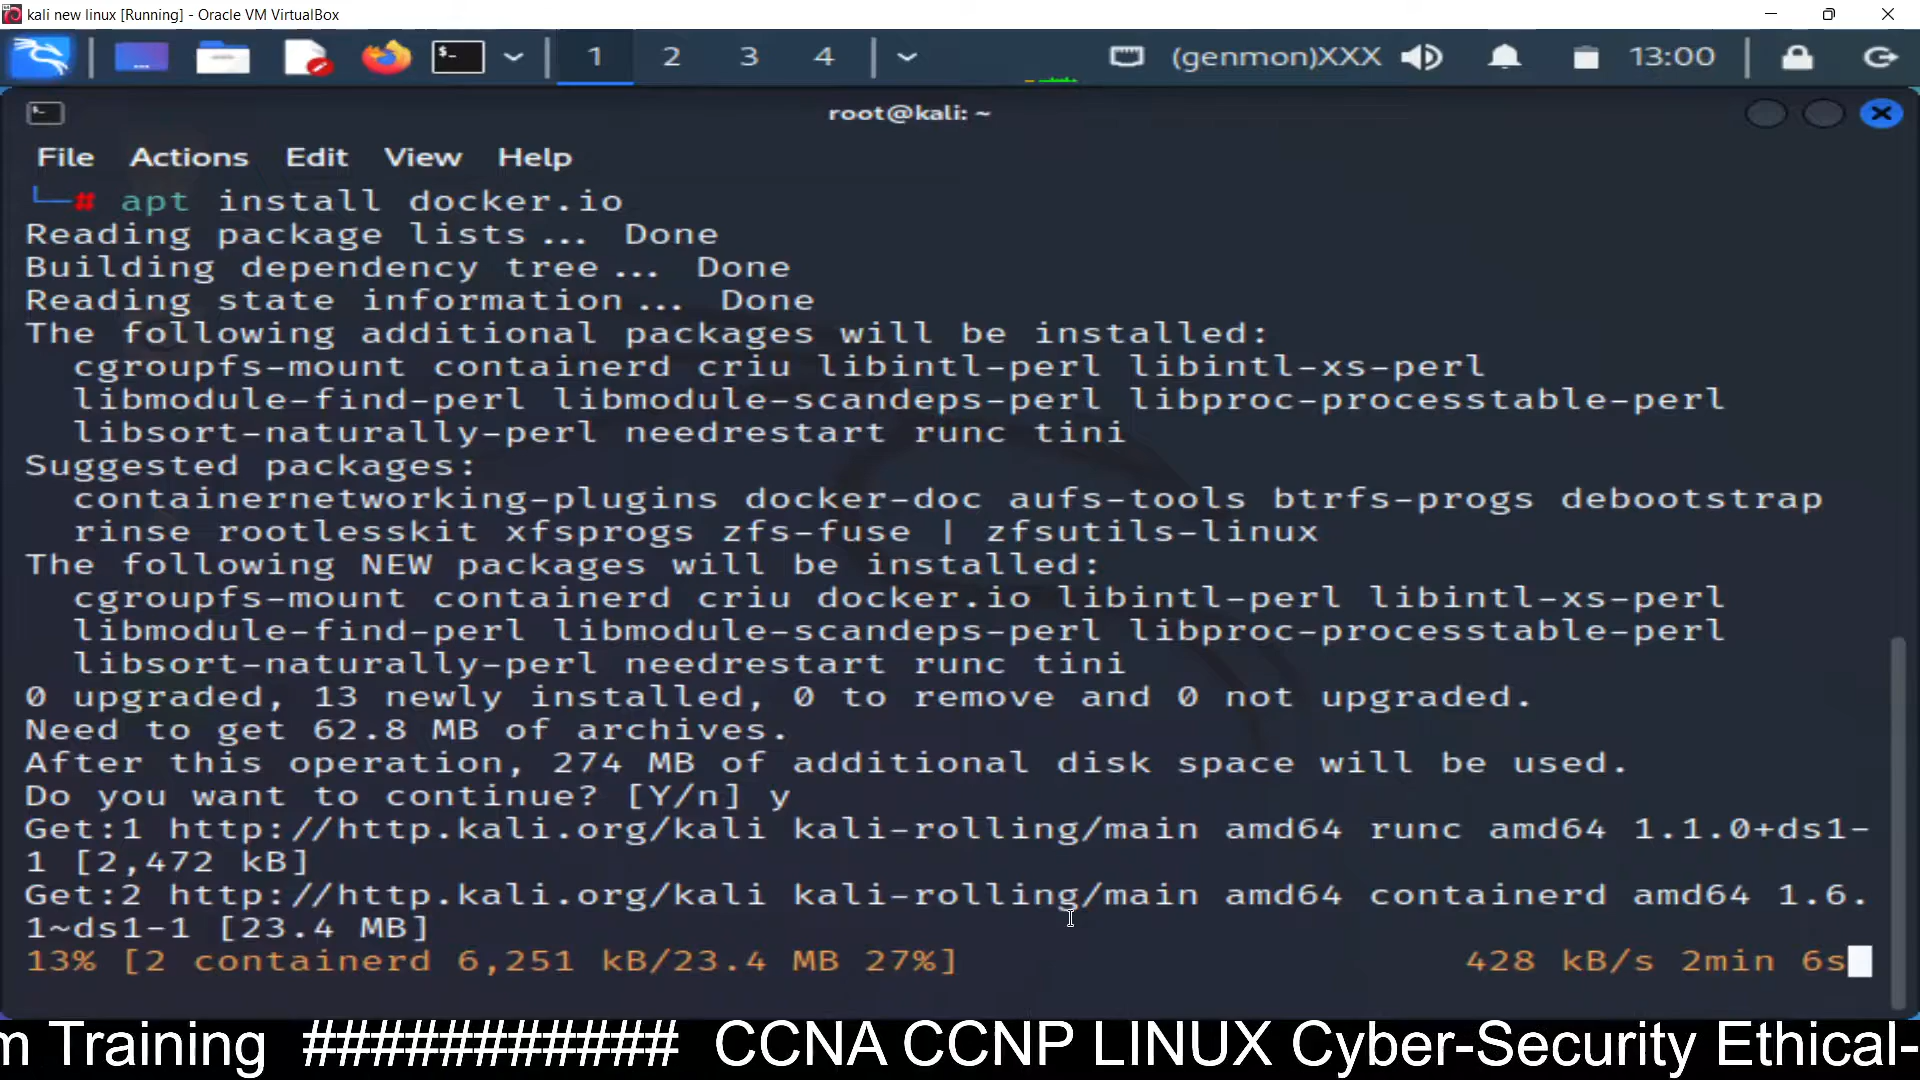 kali new linux [Running] - Oracle VM VirtualBox
1 2 3 4 (genmon)XXX 13:00
root@kali: ~
File Actions Edit View Help
└─# apt install docker.io
Reading package lists... Done
Building dependency tree... Done
Reading state information... Done
The following additional packages will be installed:
cgroupfs-mount containerd criu libintl-perl libintl-xs-perl
libmodule-find-perl libmodule-scandeps-perl libproc-processtable-perl
libsort-naturally-perl needrestart runc tini
Suggested packages:
containernetworking-plugins docker-doc aufs-tools btrfs-progs debootstrap
rinse rootlesskit xfsprogs zfs-fuse | zfsutils-linux
The following NEW packages will be installed:
cgroupfs-mount containerd criu docker.io libintl-perl libintl-xs-perl
libmodule-find-perl libmodule-scandeps-perl libproc-processtable-perl
libsort-naturally-perl needrestart runc tini
0 upgraded, 13 newly installed, 0 to remove and 0 not upgraded.
Need to get 62.8 MB of archives.
After this operation, 274 MB of additional disk space will be used.
Do you want to continue? [Y/n] y
Get:1 http://http.kali.org/kali kali-rolling/main amd64 runc amd64 1.1.0+ds1-
1 [2,472 kB]
Get:2 http://http.kali.org/kali kali-rolling/main amd64 containerd amd64 1.6.
1~ds1-1 [23.4 MB]
13% [2 containerd 6,251 kB/23.4 MB 27%] 428 kB/s 2min 6s
m Training ########### CCNA CCNP LINUX Cyber-Security Ethical-